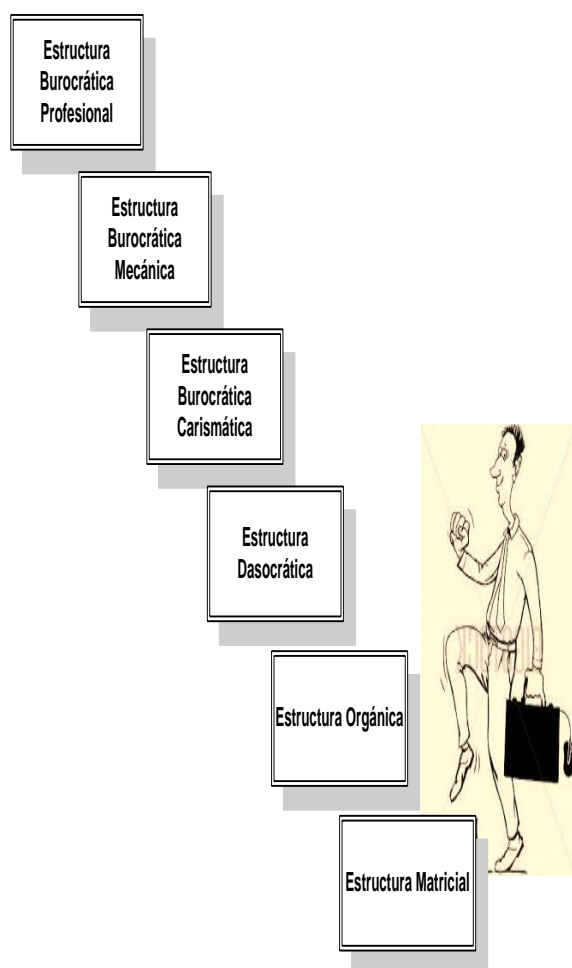 Estructura
Burocrática
Profesional
Estructura
Burocrática
Mecánica
Estructura
Burocrática
Carismática
Estructura
Dasocrática
Estructura Orgánica
Estructura Matricial